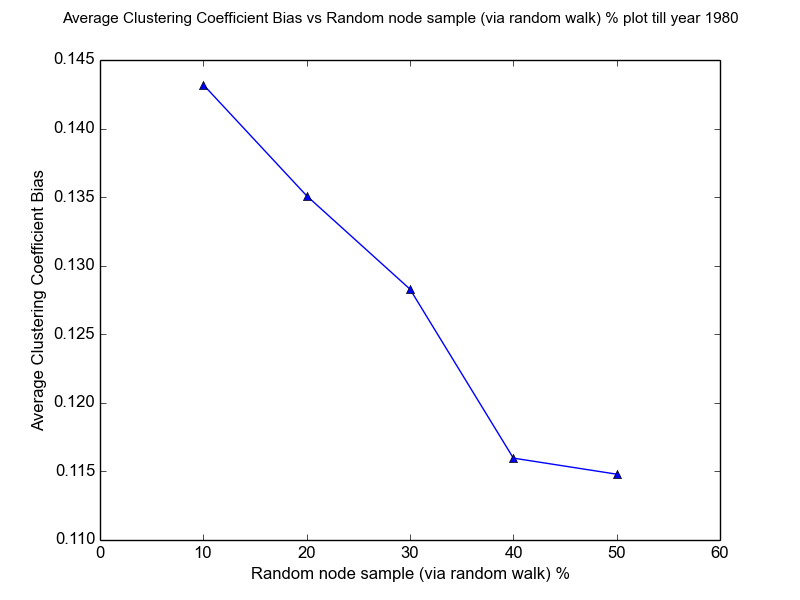 Average Clustering Coefficient Bias vs Random node sample (via random walk) % plot till year 1980
Average Clustering Coefficient Bias
0.145
0.140
0.135
0.130
0.125
0.120
0.115
0.110
0 10 20 30 40 50 60
Random node sample (via random walk) %